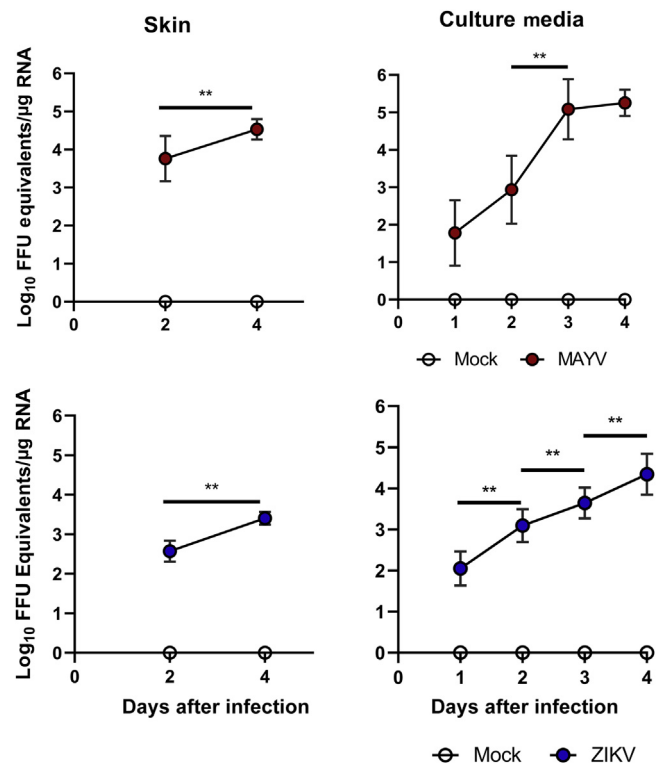 Skin
Culture media
Log10 FFU equivalents/µg RNA
6
5
4
3
2
1
0
0 2 4
**
6
5
4
3
2
1
0
0 1 2 3 4
**
Mock MAYV
Log10 FFU Equivalents/µg RNA
6
5
4
3
2
1
0
0 2 4
**
Days after infection
6
5
4
3
2
1
0
0 1 2 3 4
**
**
**
Days after infection
Mock ZIKV